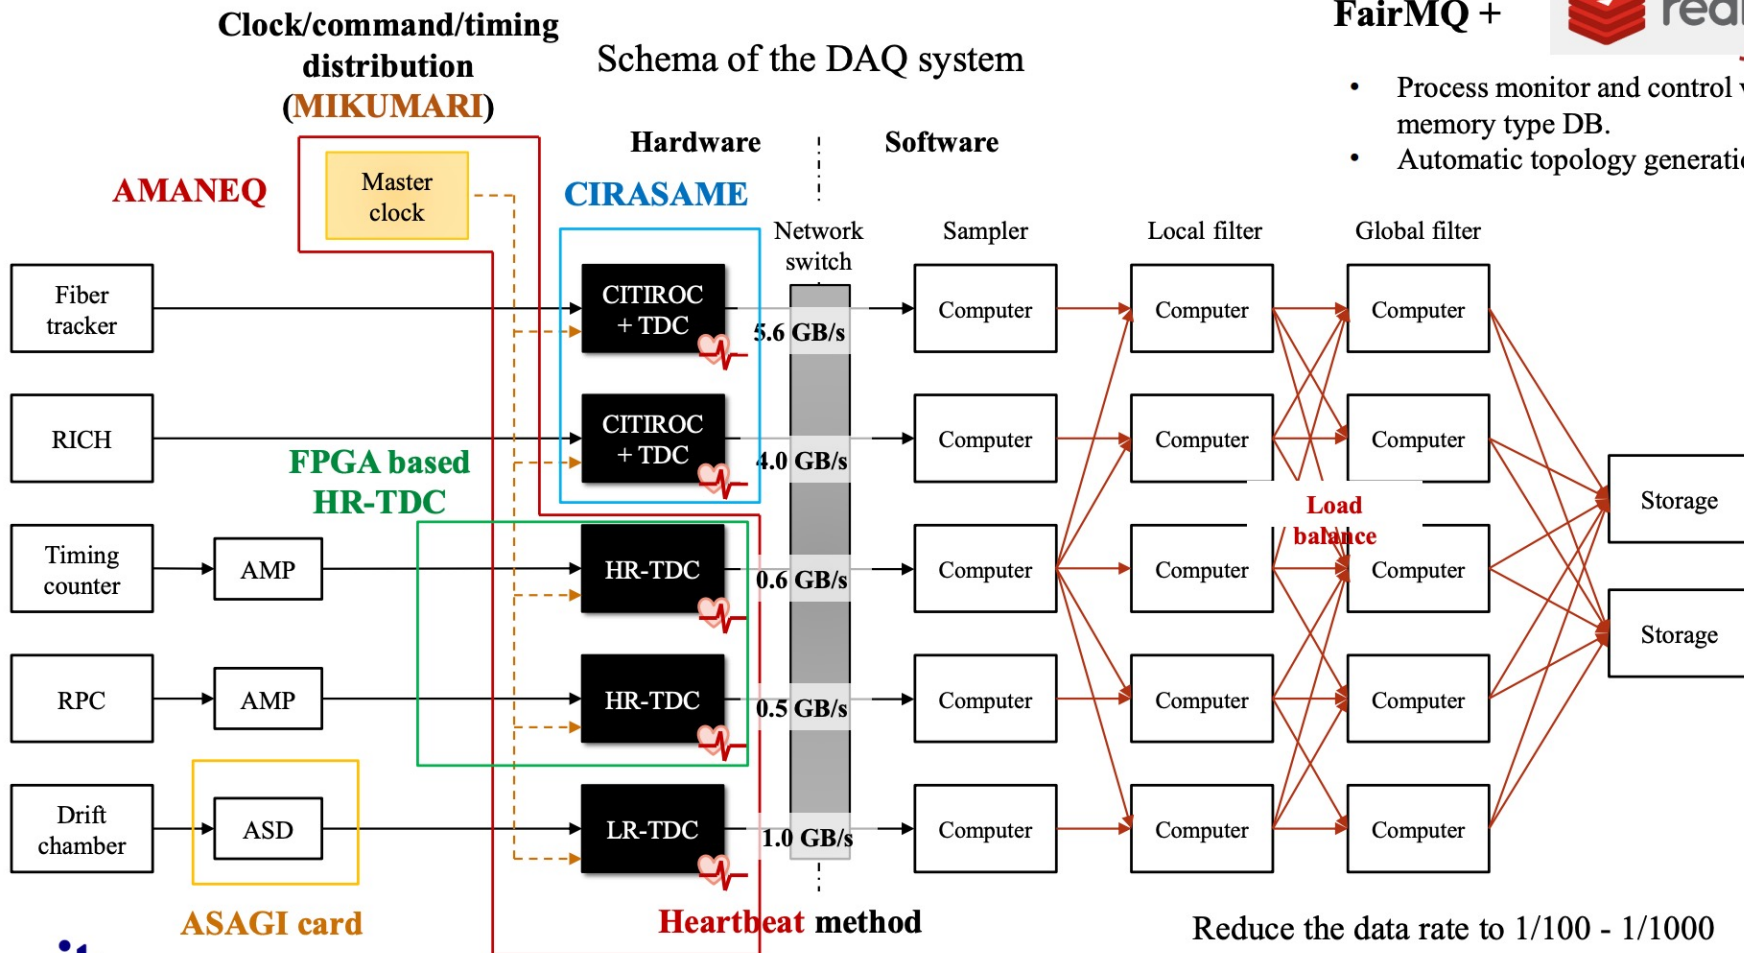 Clock/command/timing
distribution
(MIKUMARI)
Schema of the DAQ system
FairMQ +
• Process monitor and control
memory type DB.
• Automatic topology
Hardware
Software
AMANEQ
Master
clock
CIRASAME
Network
switch
Sampler
Local filter
Global filter
Fiber
tracker
CITIROC
+ TDC
5.6 GB/s
Computer
Computer
Computer
RICH
CITIROC
+ TDC
4.0 GB/s
Computer
Computer
Computer
FPGA based
HR-TDC
Load
balance
Storage
Timing
counter
AMP
HR-TDC
0.6 GB/s
Computer
Computer
Computer
Storage
RPC
AMP
HR-TDC
0.5 GB/s
Computer
Computer
Computer
Drift
chamber
ASD
LR-TDC
1.0 GB/s
Computer
Computer
Computer
ASAGI card
Heartbeat method
Reduce the data rate to 1/100 - 1/1000